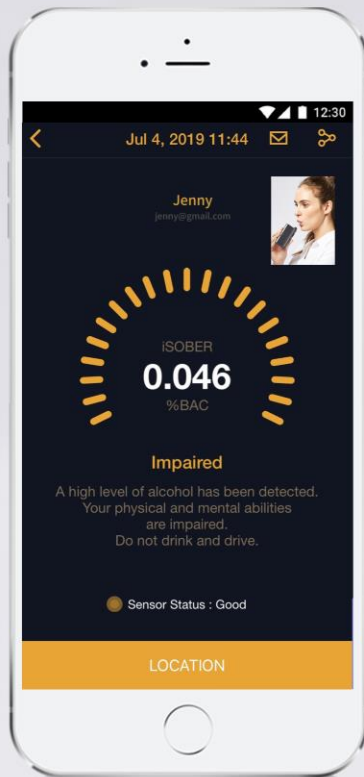 12:30
Jul 4, 2019 11:44
Jenny
jenny@gmail.com
iSOBER
0.046
%BAC
Impaired
A high level of alcohol has been detected.
Your physical and mental abilities
are impaired.
Do not drink and drive.
Sensor Status : Good
LOCATION